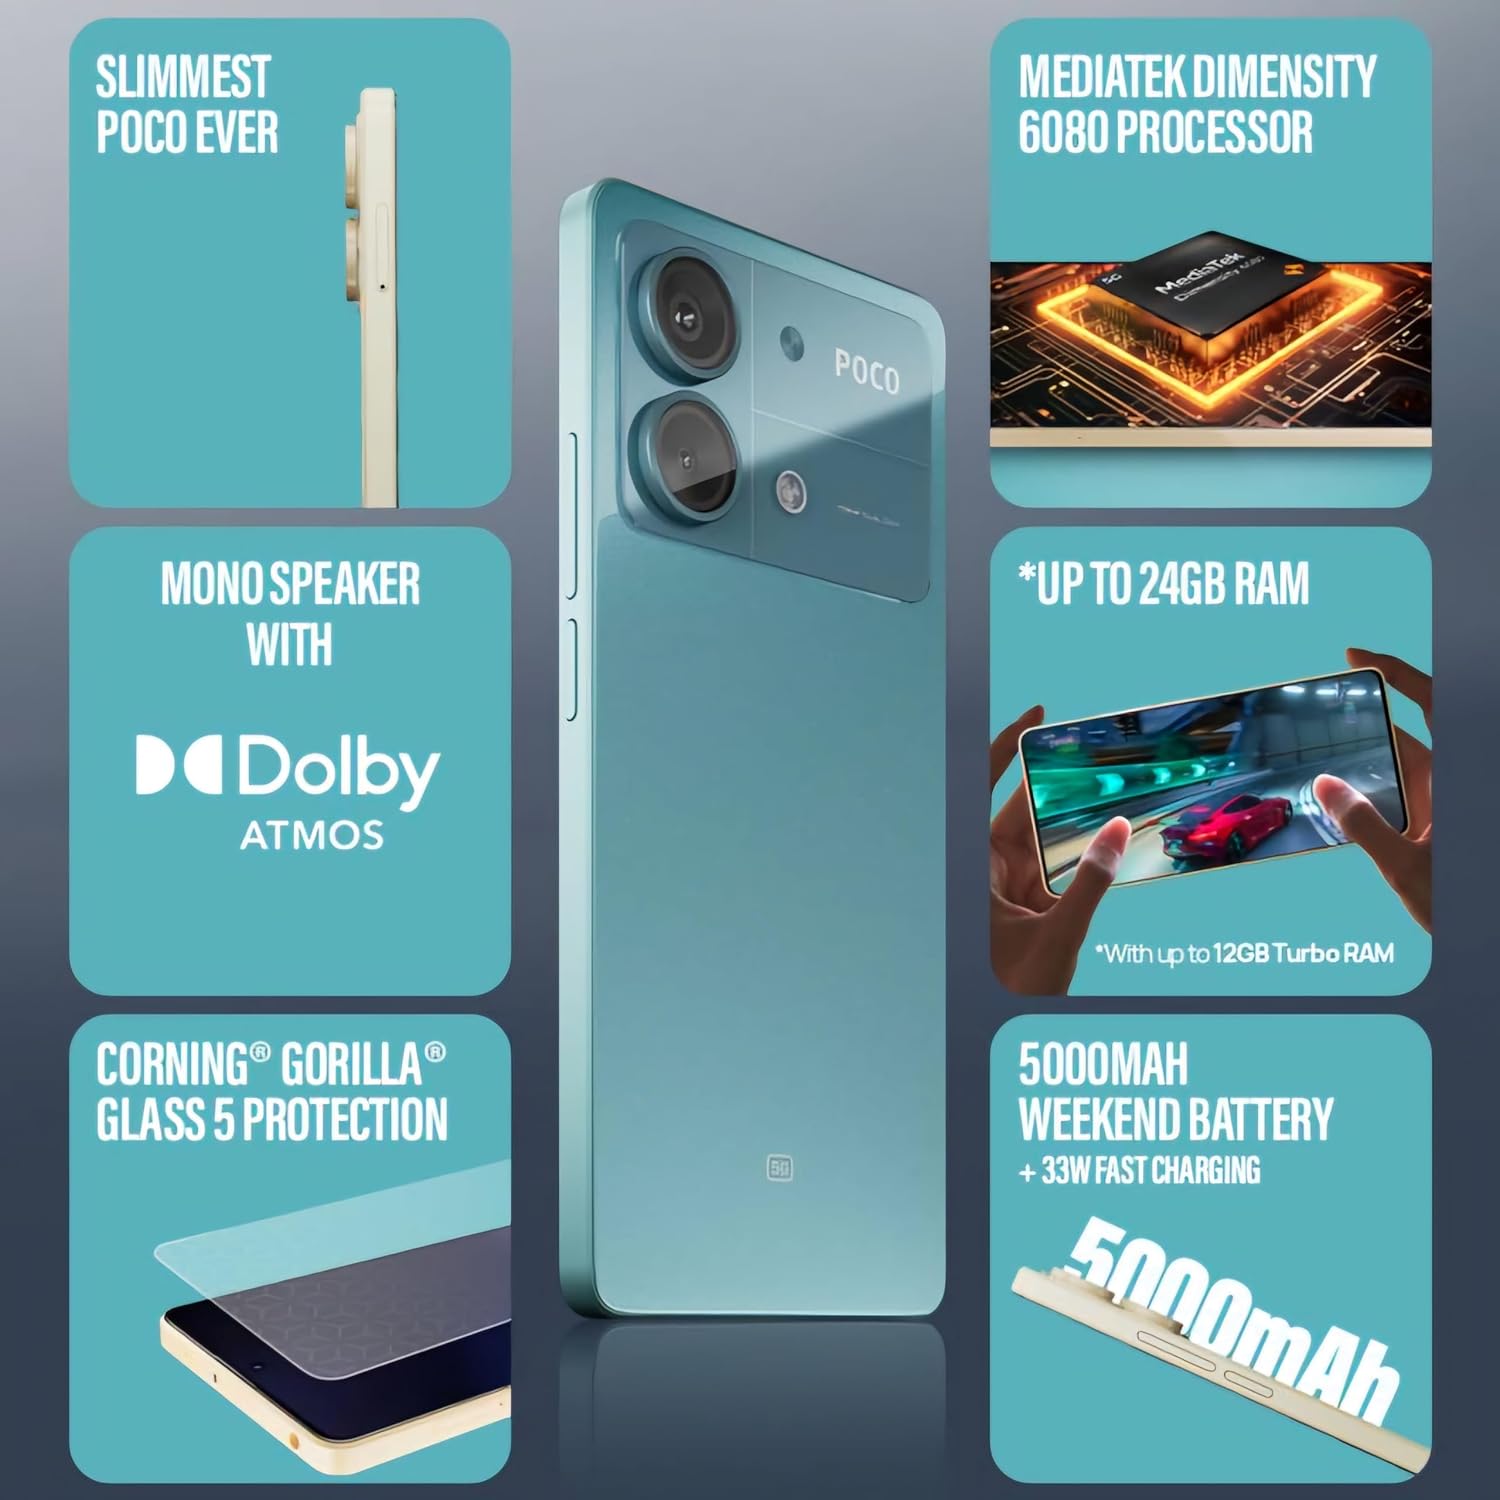 SLIMMEST
POCO EVER
MONO SPEAKER
WITH
Dolby
ATMOS
CORNING® GORILLA®
GLASS 5 PROTECTION
POCO
5G
MEDIATEK DIMENSITY
6080 PROCESSOR
5G
MediaTek
Dimensity 6080
*UP TO 24GB RAM
*With up to 12GB Turbo RAM
5000MAH
WEEKEND BATTERY
+ 33W FAST CHARGING
5000mAh